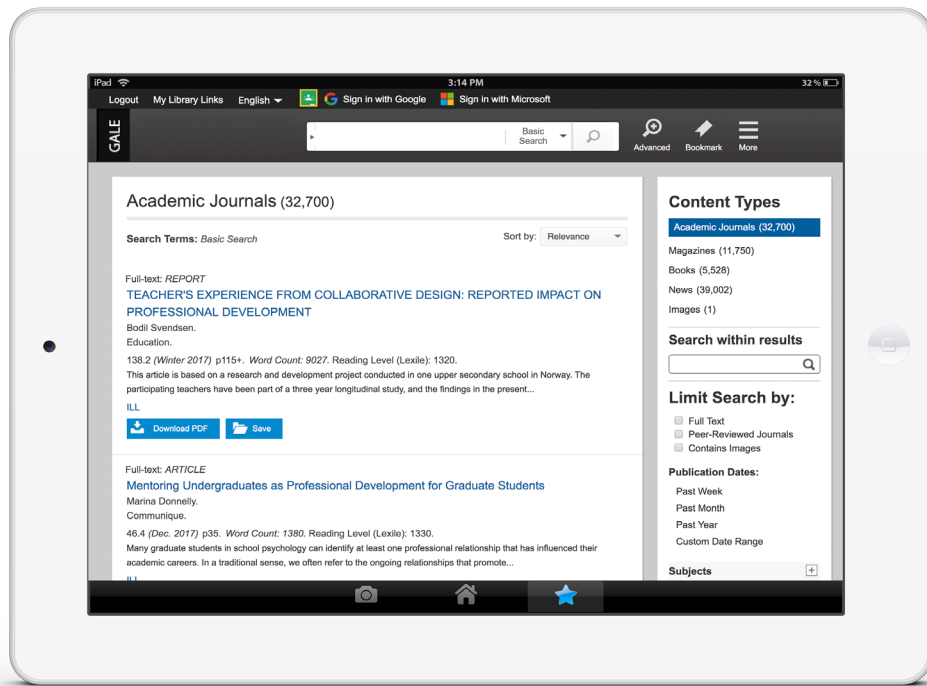 iPad 3:14 PM 32 %
Logout My Library Links English Sign in with Google Sign in with Microsoft
GALE
Basic Search
Advanced Bookmark More
Academic Journals (32,700)
Search Terms: Basic Search Sort by: Relevance
Full-text: REPORT
TEACHER'S EXPERIENCE FROM COLLABORATIVE DESIGN: REPORTED IMPACT ON
PROFESSIONAL DEVELOPMENT
Bodil Svendsen.
Education.
138.2 (Winter 2017) p115+. Word Count: 9027. Reading Level (Lexile): 1320.
This article is based on a research and development project conducted in one upper secondary school in Norway. The
participating teachers have been part of a three year longitudinal study, and the findings in the present...
ILL
Download PDF Save
Full-text: ARTICLE
Mentoring Undergraduates as Professional Development for Graduate Students
Marina Donnelly.
Communique.
46.4 (Dec. 2017) p35. Word Count: 1380. Reading Level (Lexile): 1330.
Many graduate students in school psychology can identify at least one professional relationship that has influenced their
academic careers. In a traditional sense, we often refer to the ongoing relationships that promote...
ILL
Content Types
Academic Journals (32,700)
Magazines (11,750)
Books (5,528)
News (39,002)
Images (1)
Search within results
Limit Search by:
Full Text
Peer-Reviewed Journals
Contains Images
Publication Dates:
Past Week
Past Month
Past Year
Custom Date Range
Subjects